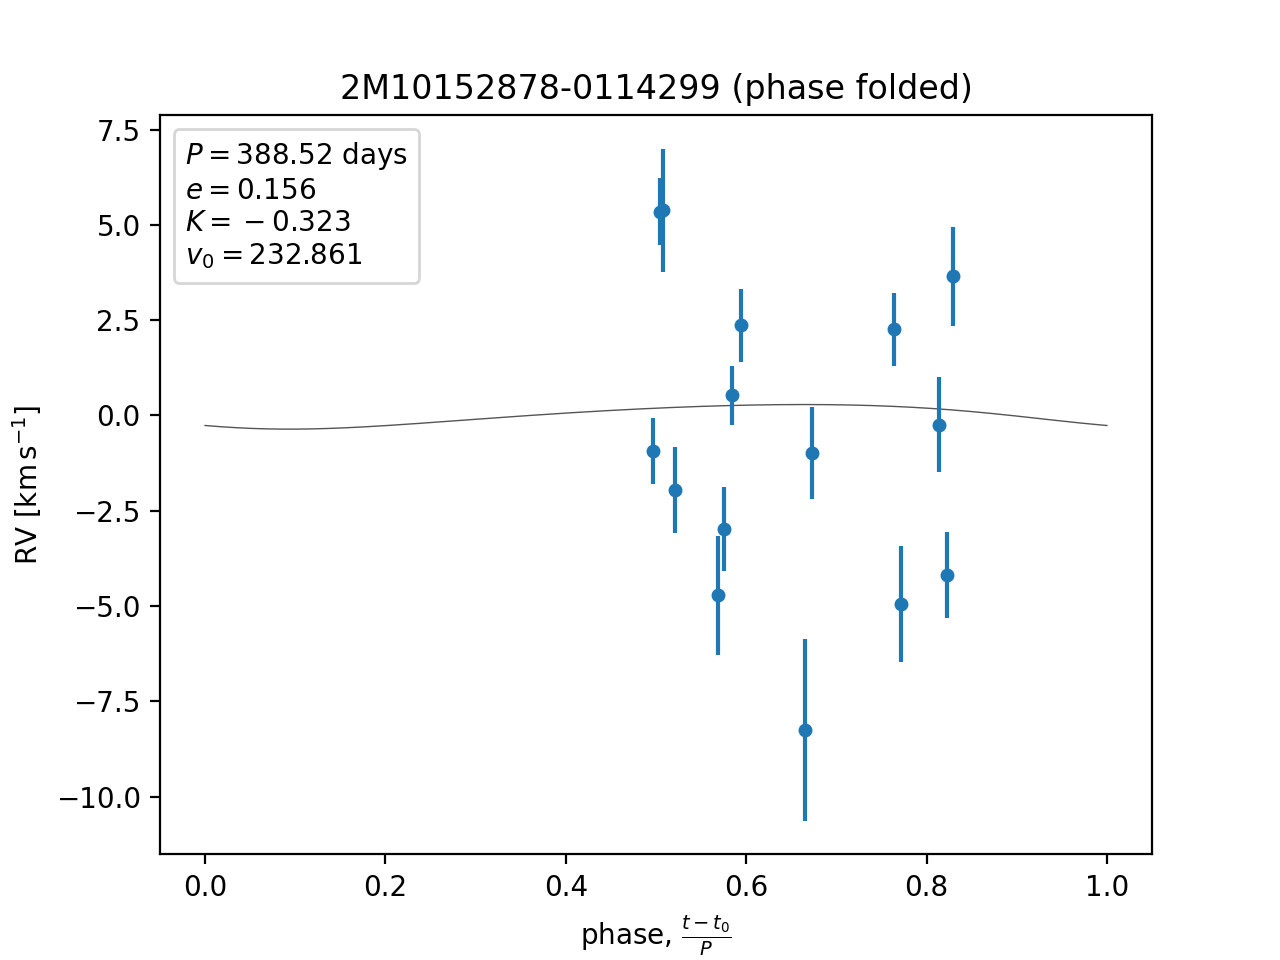 2M10152878-0114299 (phase folded)
P = 388.52 days
e = 0.156
K = −0.323
v₀ = 232.861
7.5
5.0
2.5
0.0
−2.5
−5.0
−7.5
−10.0
RV [km s⁻¹]
0.0 0.2 0.4 0.6 0.8 1.0
phase, (t − t₀)/P